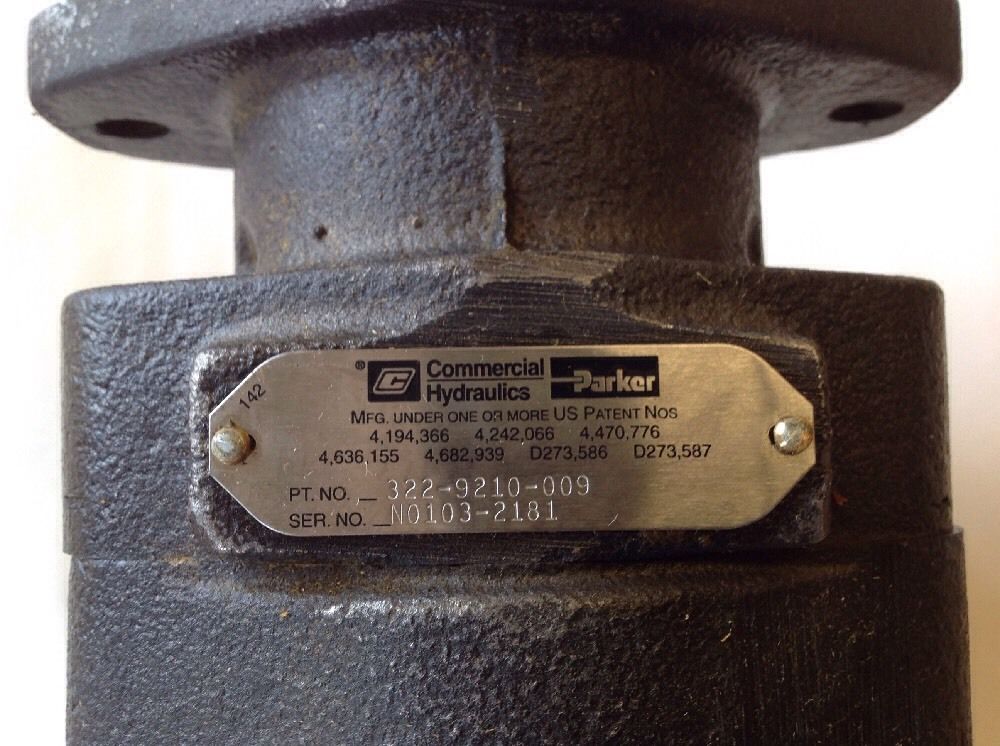 ® C Commercial Hydraulics Parker
142
MFG. UNDER ONE OR MORE US PATENT NOS
4,194,366 4,242,066 4,470,776
4,636,155 4,682,939 D273,586 D273,587
PT. NO. 322-9210-009
SER. NO. N0103-2181